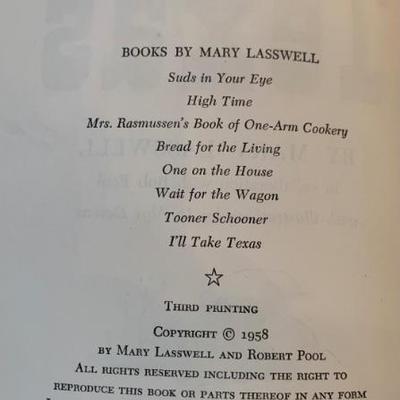 BOOKS BY MARY LASSWELL
Suds in Your Eye
High Time
Mrs. Rasmussen's Book of One-Arm Cookery
Bread for the Living
One on the House
Wait for the Wagon
Tooner Schooner
I'll Take Texas
THIRD PRINTING
COPYRIGHT © 1958
BY MARY LASSWELL AND ROBERT POOL
ALL RIGHTS RESERVED INCLUDING THE RIGHT TO
REPRODUCE THIS BOOK OR PARTS THEREOF IN ANY FORM